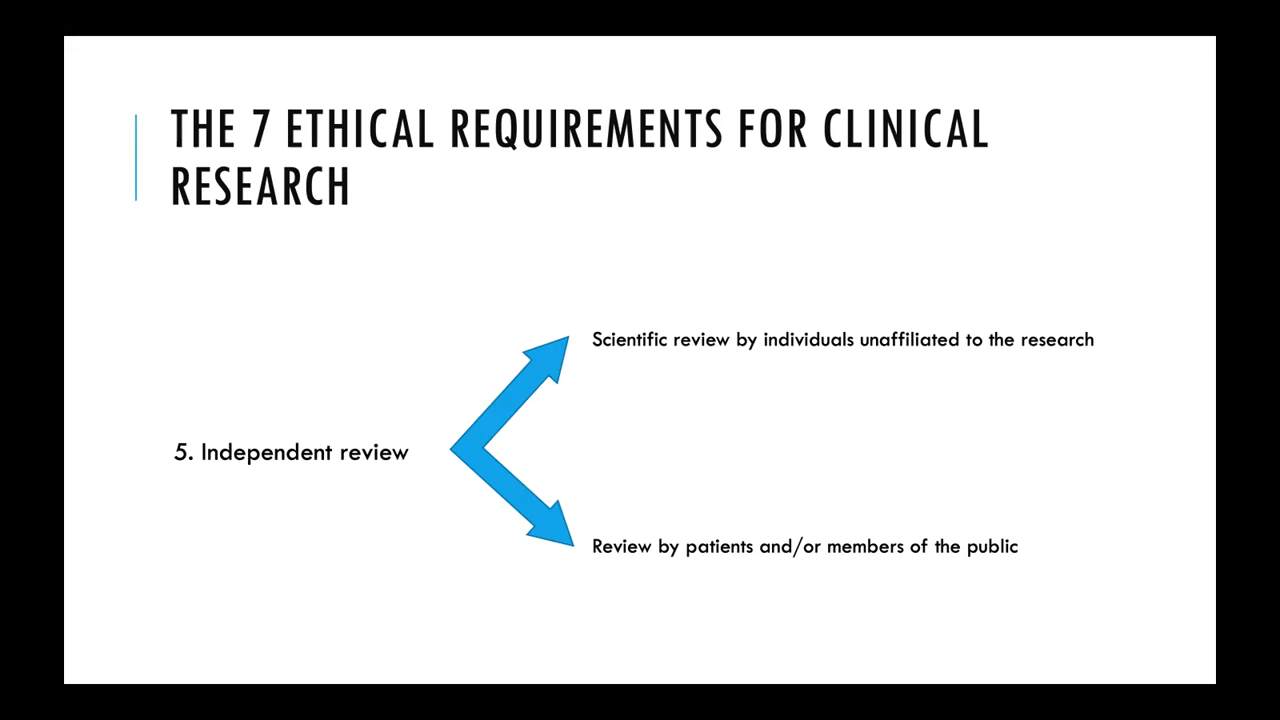 THE 7 ETHICAL REQUIREMENTS FOR CLINICAL
RESEARCH
Scientific review by individuals unaffiliated to the research
5. Independent review
Review by patients and/or members of the public